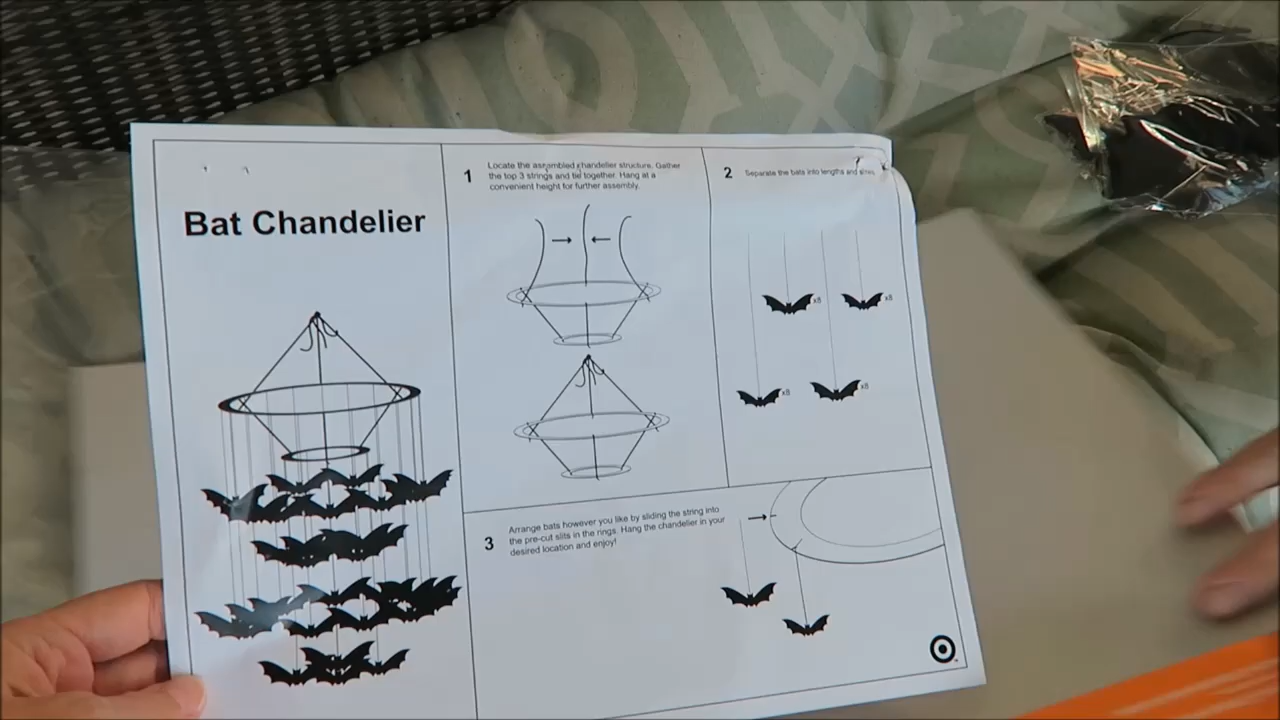 Bat Chandelier
1
Locate the assembled chandelier structure. Gather
the top 3 strings and tie together. Hang at a
convenient height for further assembly.
2
Separate the bats into lengths and sizes.
x8
x8
x8
x8
3
Arrange bats however you like by sliding the string into
the pre-cut slits in the rings. Hang the chandelier in your
desired location and enjoy!